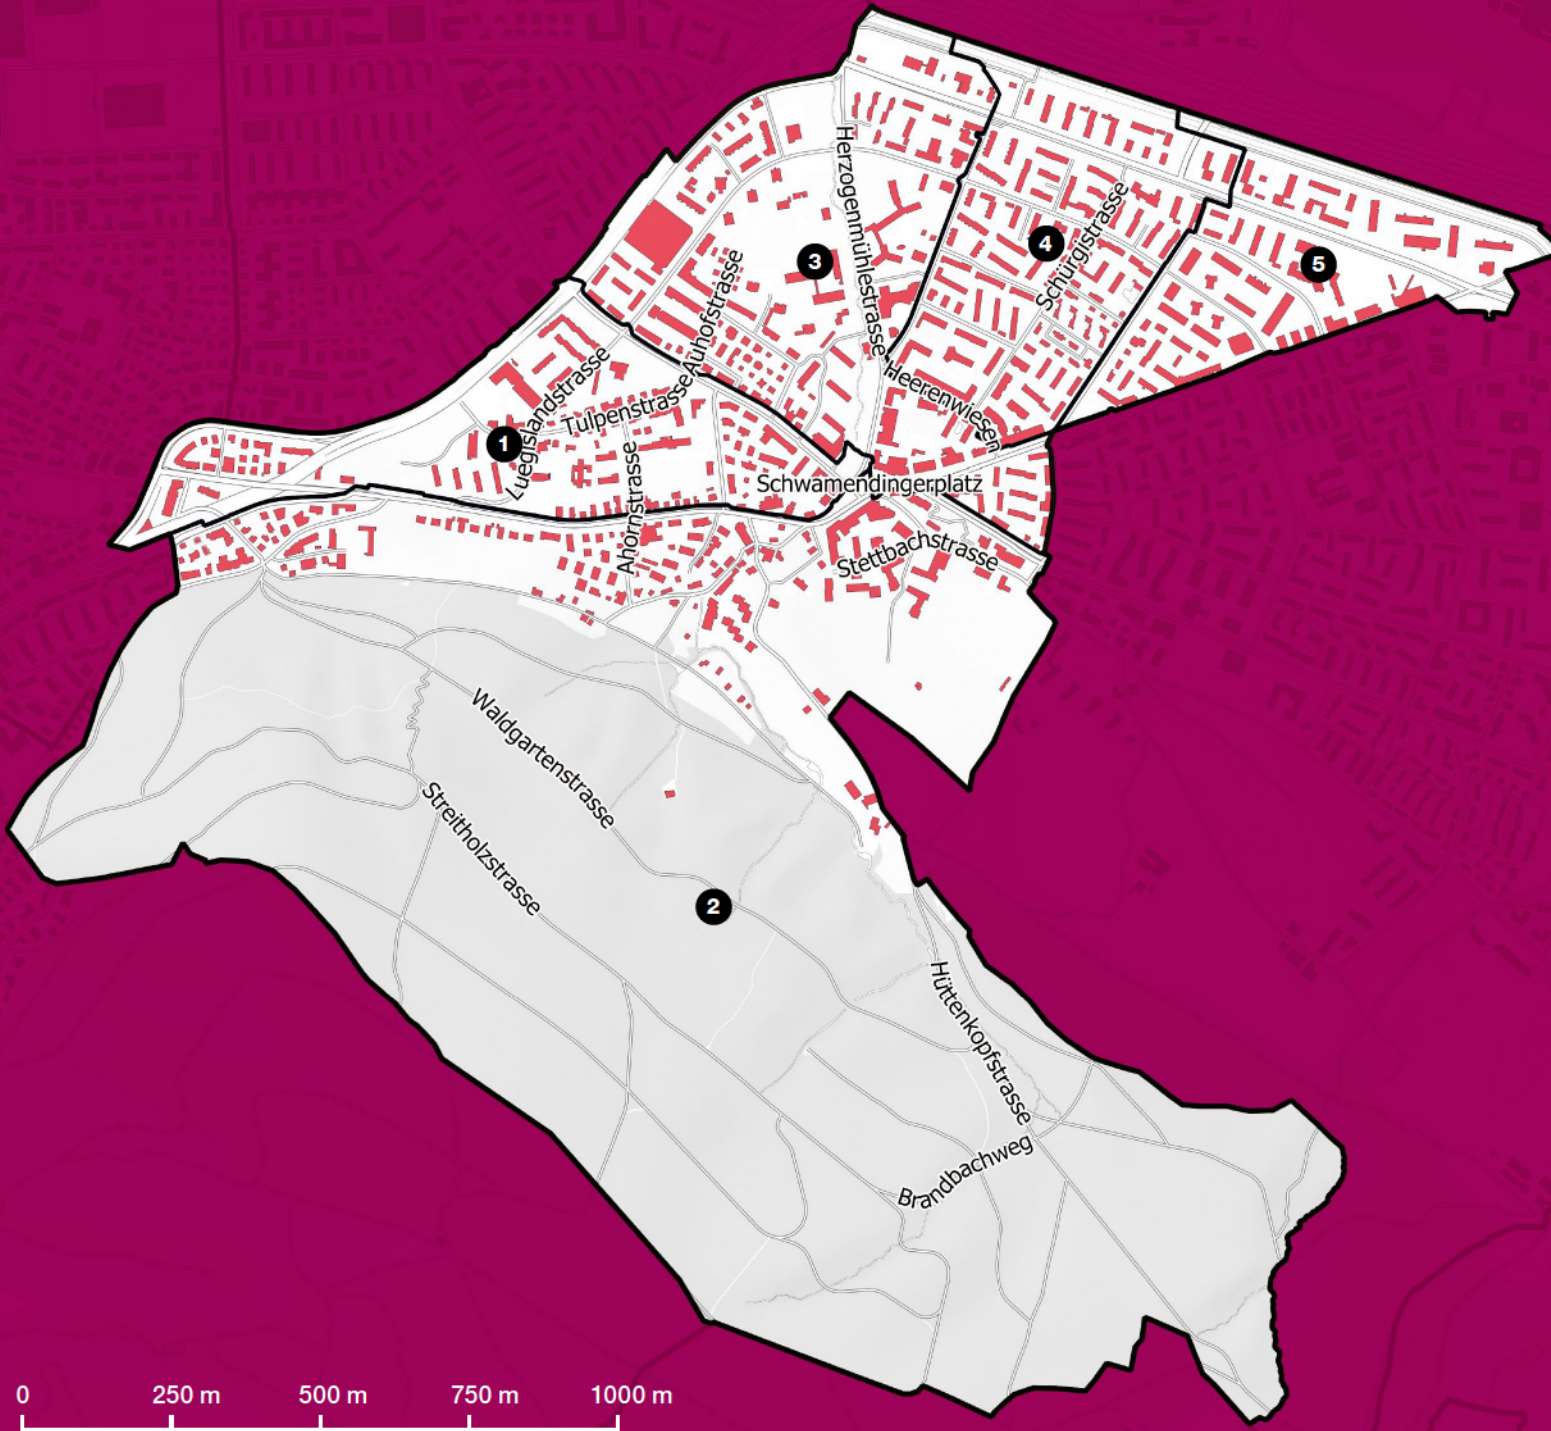 Herzogenmühlestrasse
4
3
5
Schürgistrasse
Auhofstrasse
Heerenwiesen
Tulpenstrasse
Lueglslandstrasse
1
Ahornstrasse
Schwamendingerplatz
Stettbachstrasse
Waldgartenstrasse
Streitholzstrasse
2
Hüttenkopfstrasse
Brandbachweg
0 250 m 500 m 750 m 1000 m